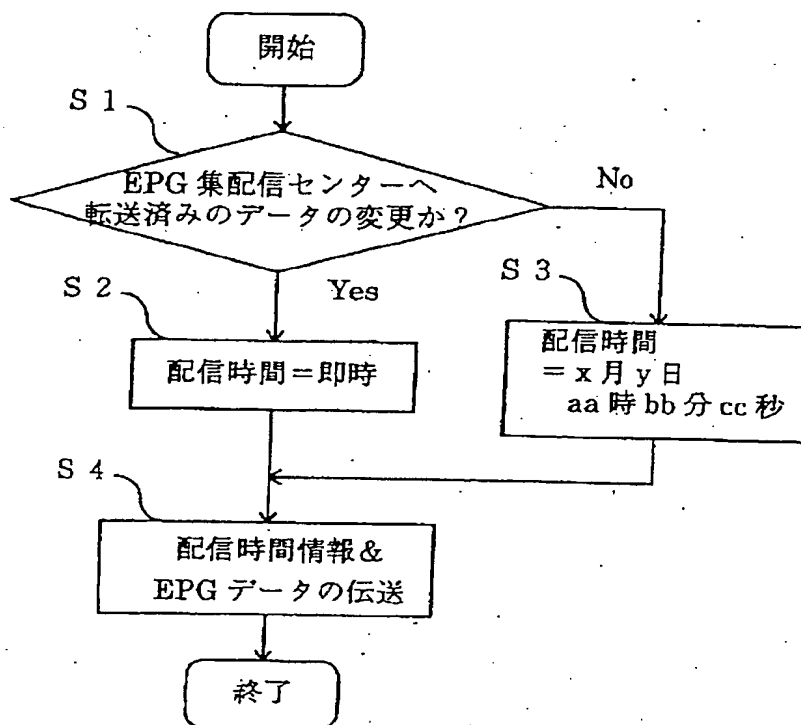 開始
S 1
EPG 集配信センターへ
転送済みのデータの変更か?
No
Yes
S 2
配信時間=即時
S 3
配信時間
= x 月 y 日
aa 時 bb 分 cc 秒
S 4
配信時間情報&
EPG データの伝送
終了